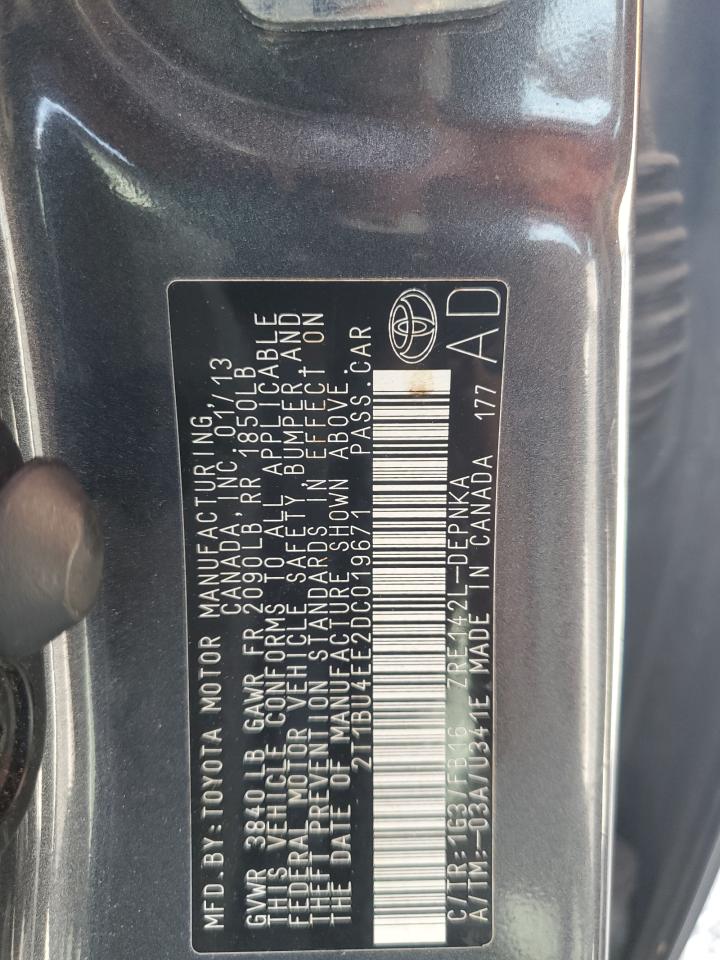 MFD.BY:TOYOTA MOTOR MANUFACTURING,
CANADA, INC. 01/13
GVWR 3840 LB GAWR FR 2090LB, RR 1850LB
THIS VEHICLE CONFORMS TO ALL APPLICABLE
FEDERAL MOTOR VEHICLE SAFETY, BUMPER, AND
THEFT PREVENTION STANDARDS IN EFFECT ON
THE DATE OF MANUFACTURE SHOWN ABOVE.
2T1BU4EE2DC019671 PASS.CAR
C/TR:1G3/FB16 ZRE142L-DEPNKA
A/TM:-03A/U341E MADE IN CANADA 177 AD